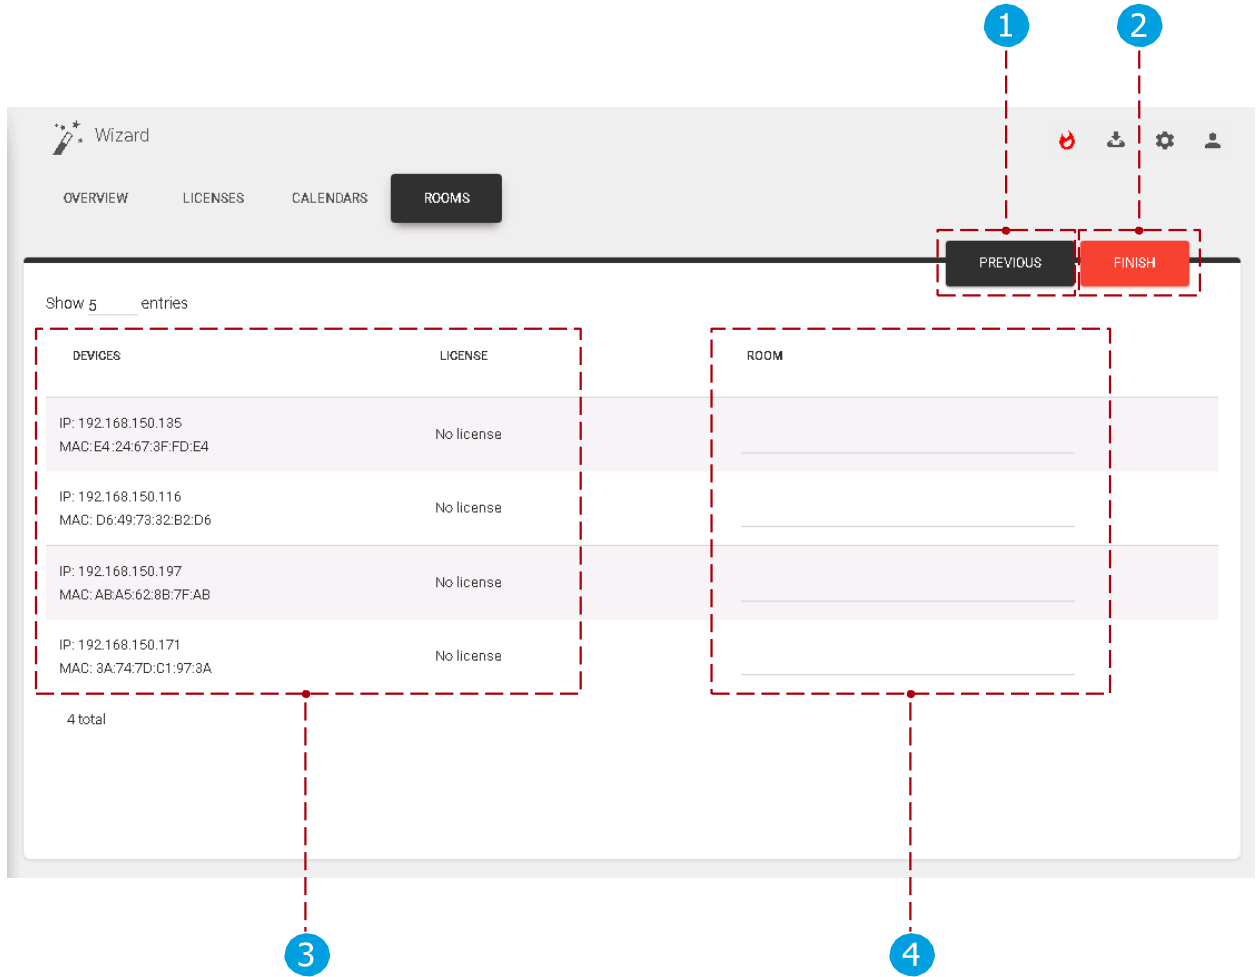 1 2
Wizard
OVERVIEW LICENSES CALENDARS ROOMS
PREVIOUS FINISH
Show 5 entries
DEVICES LICENSE ROOM
IP: 192.168.150.135
MAC:E4:24:67:3F:FD:E4
No license
IP: 192.168.150.116
MAC: D6:49:73:32:B2:D6
No license
IP: 192.168.150.197
MAC: AB:A5:62:8B:7F:AB
No license
IP: 192.168.150.171
MAC: 3A:74:7D:C1:97:3A
No license
4 total
3 4